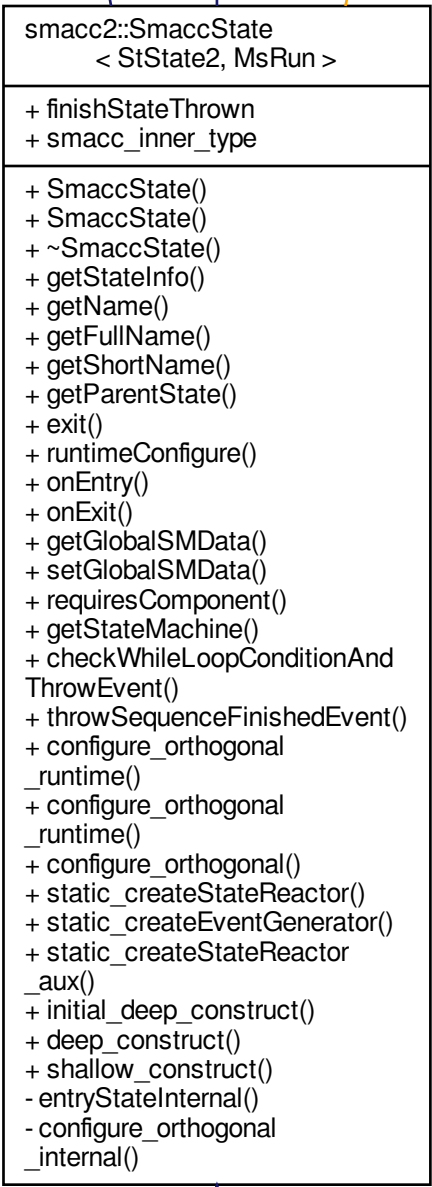 smacc2::SmaccState
< StState2, MsRun >
+ finishStateThrown
+ smacc_inner_type
+ SmaccState()
+ SmaccState()
+ ~SmaccState()
+ getStateInfo()
+ getName()
+ getFullName()
+ getShortName()
+ getParentState()
+ exit()
+ runtimeConfigure()
+ onEntry()
+ onExit()
+ getGlobalSMData()
+ setGlobalSMData()
+ requiresComponent()
+ getStateMachine()
+ checkWhileLoopConditionAnd
ThrowEvent()
+ throwSequenceFinishedEvent()
+ configure_orthogonal
_runtime()
+ configure_orthogonal
_runtime()
+ configure_orthogonal()
+ static_createStateReactor()
+ static_createEventGenerator()
+ static_createStateReactor
_aux()
+ initial_deep_construct()
+ deep_construct()
+ shallow_construct()
- entryStateInternal()
- configure_orthogonal
_internal()